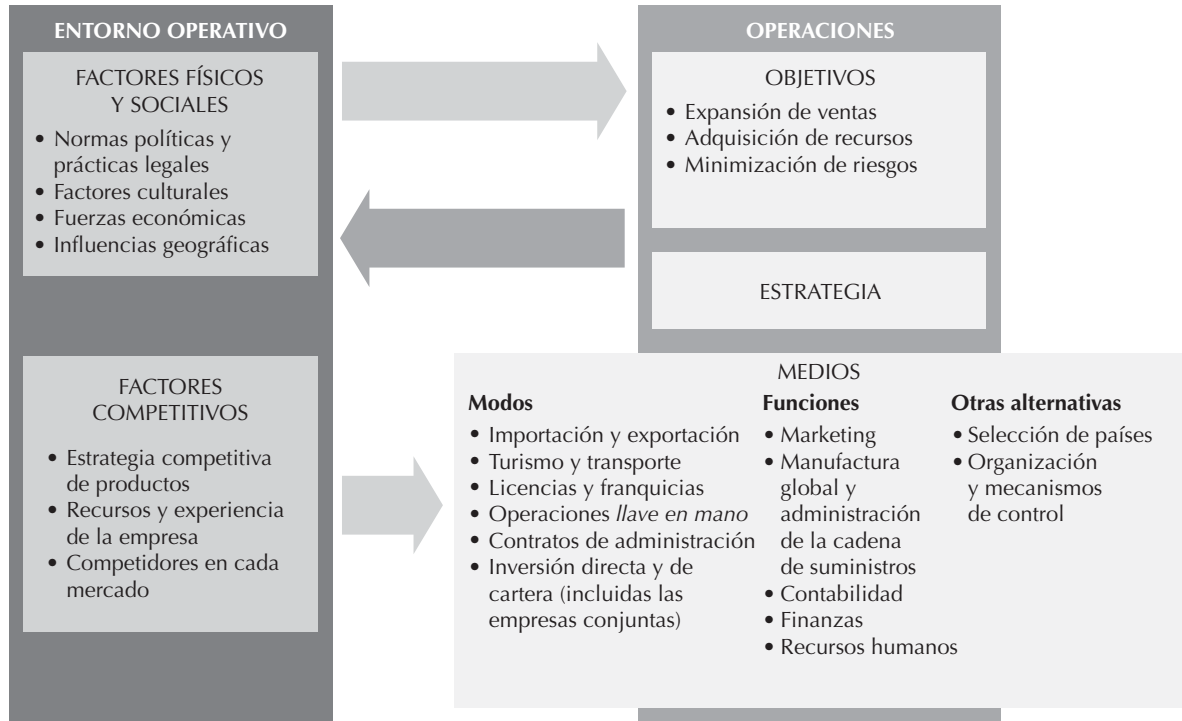 ENTORNO OPERATIVO
FACTORES FÍSICOS
Y SOCIALES
• Normas políticas y
prácticas legales
• Factores culturales
• Fuerzas económicas
• Influencias geográficas
FACTORES
COMPETITIVOS
• Estrategia competitiva
de productos
• Recursos y experiencia
de la empresa
• Competidores en cada
mercado
OPERACIONES
OBJETIVOS
• Expansión de ventas
• Adquisición de recursos
• Minimización de riesgos
ESTRATEGIA
MEDIOS
Modos
• Importación y exportación
• Turismo y transporte
• Licencias y franquicias
• Operaciones llave en mano
• Contratos de administración
• Inversión directa y de
cartera (incluidas las
empresas conjuntas)
Funciones
• Marketing
• Manufactura
global y
administración
de la cadena
de suministros
• Contabilidad
• Finanzas
• Recursos humanos
Otras alternativas
• Selección de países
• Organización
y mecanismos
de control